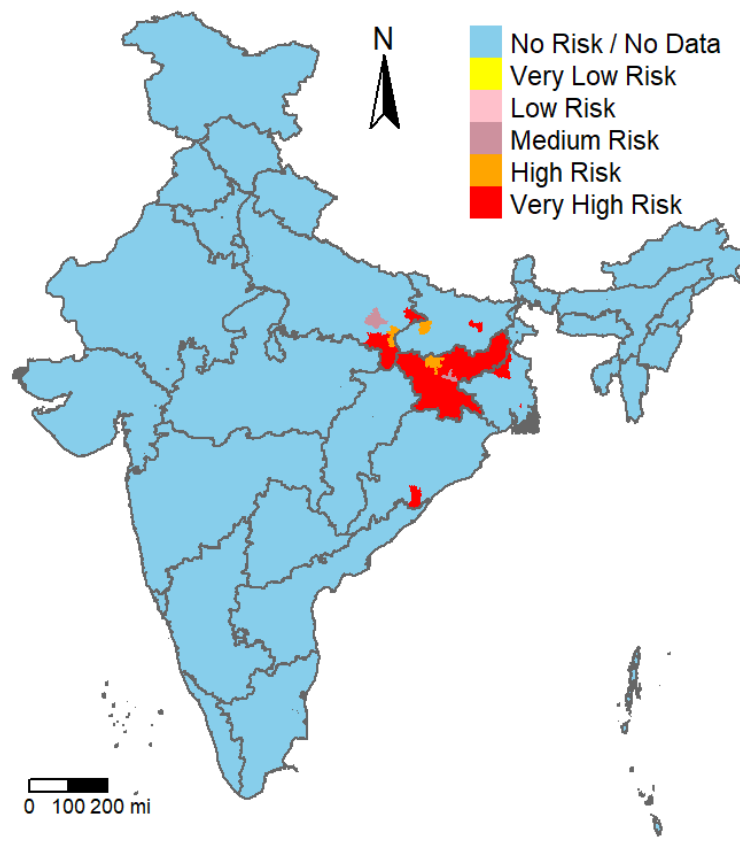 N
No Risk / No Data
Very Low Risk
Low Risk
Medium Risk
High Risk
Very High Risk
0 100 200 mi